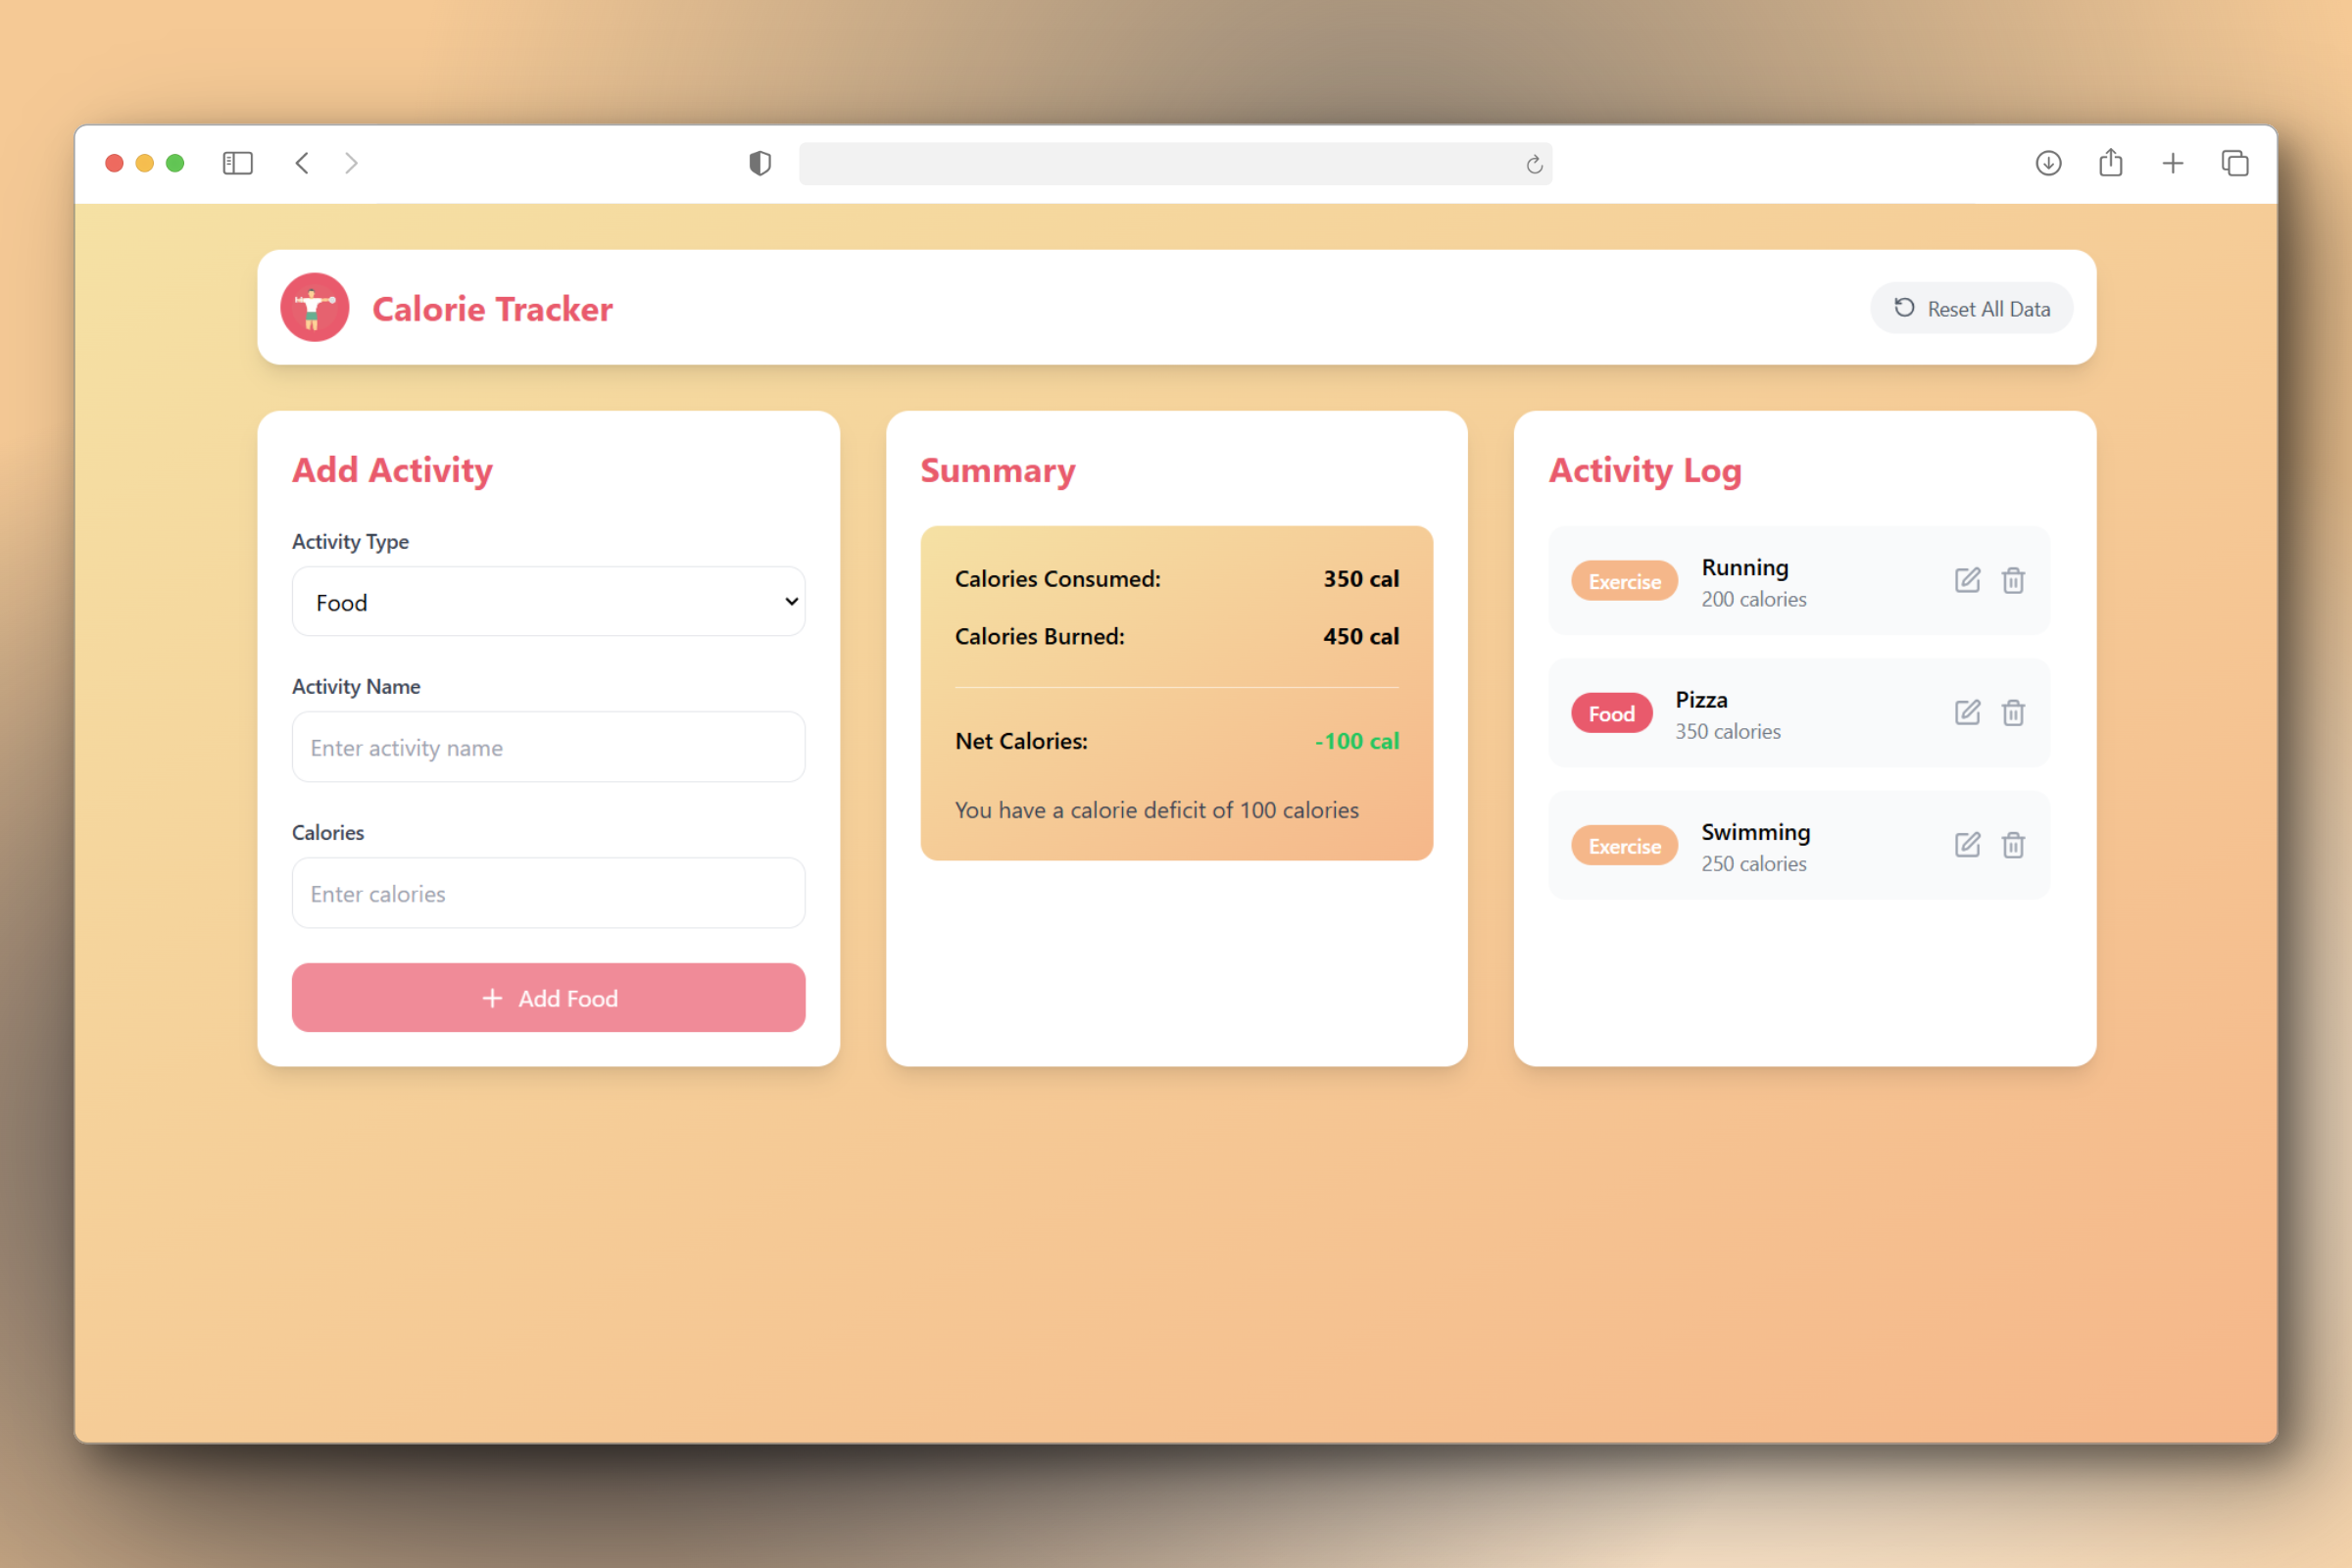 Calorie Tracker
Reset All Data
Add Activity
Activity Type
Food
Activity Name
Enter activity name
Calories
Enter calories
Add Food
Summary
Calories Consumed: 350 cal
Calories Burned: 450 cal
Net Calories: -100 cal
You have a calorie deficit of 100 calories
Activity Log
Exercise
Running
200 calories
Food
Pizza
350 calories
Exercise
Swimming
250 calories